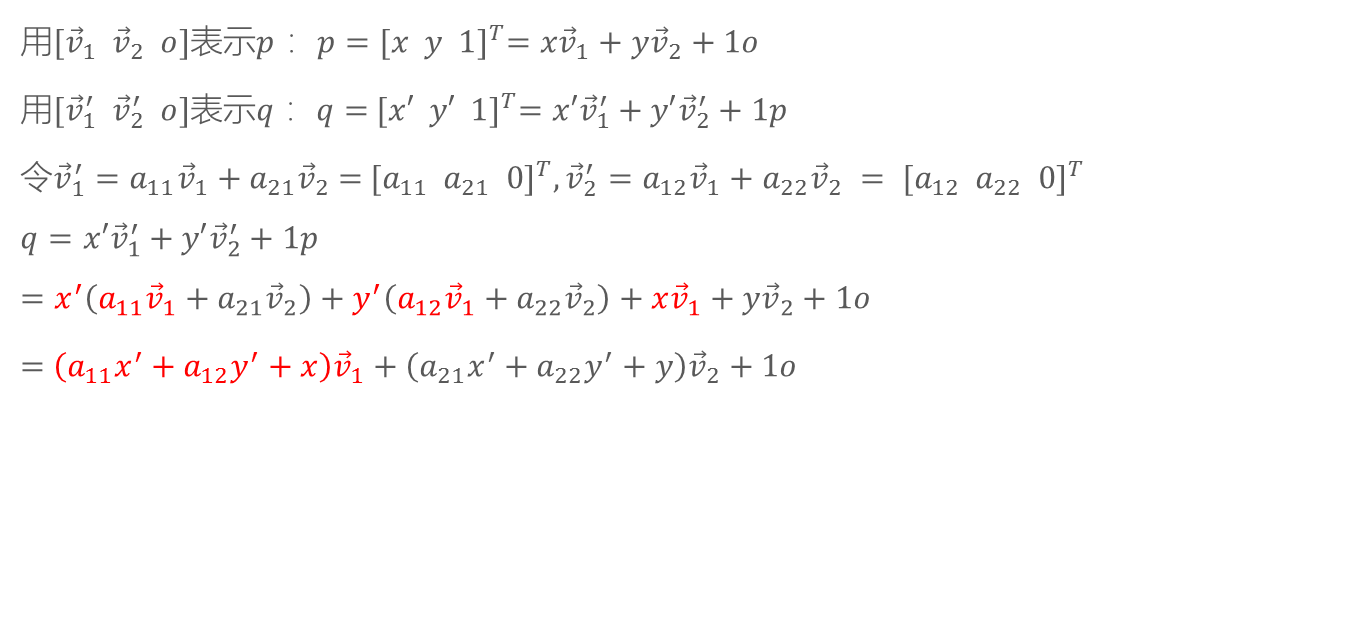 用[v⃗₁ v⃗₂ o]表示p： p = [x y 1]ᵀ= xv⃗₁ + yv⃗₂ + 1o
用[v⃗₁′ v⃗₂′ o]表示q： q = [x′ y′ 1]ᵀ= x′v⃗₁′ + y′v⃗₂′ + 1p
令v⃗₁′ = a₁₁v⃗₁ + a₂₁v⃗₂ = [a₁₁ a₂₁ 0]ᵀ, v⃗₂′ = a₁₂v⃗₁ + a₂₂v⃗₂ = [a₁₂ a₂₂ 0]ᵀ
q = x′v⃗₁′ + y′v⃗₂′ + 1p
= x′(a₁₁v⃗₁ + a₂₁v⃗₂) + y′(a₁₂v⃗₁ + a₂₂v⃗₂) + xv⃗₁ + yv⃗₂ + 1o
= (a₁₁x′ + a₁₂y′ + x)v⃗₁ + (a₂₁x′ + a₂₂y′ + y)v⃗₂ + 1o